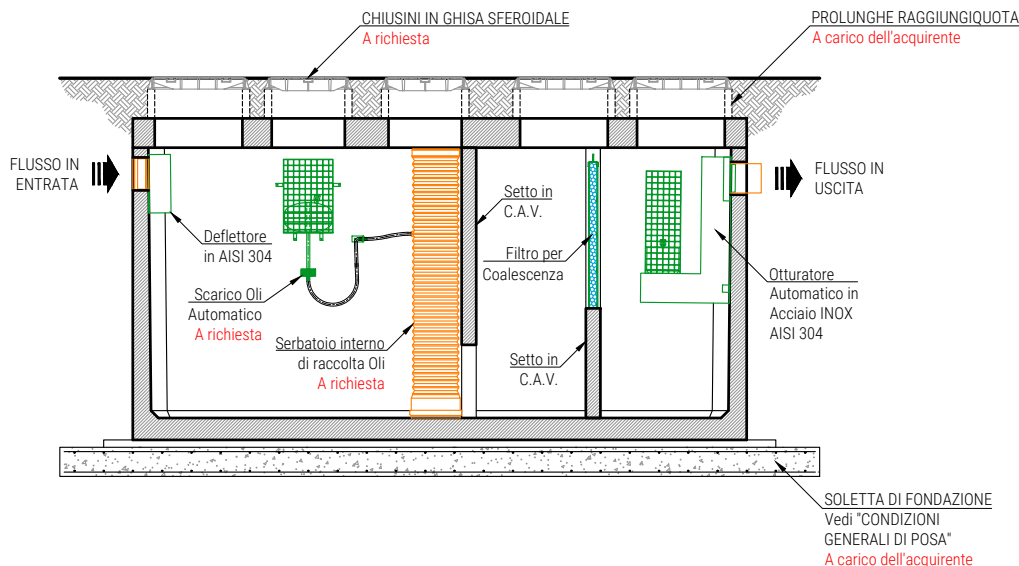 CHIUSINI IN GHISA SFEROIDALE
A richiesta
PROLUNGHE RAGGIUNGIQUOTA
A carico dell'acquirente
FLUSSO IN
ENTRATA
FLUSSO IN
USCITA
Deflettore
in AISI 304
Setto in
C.A.V.
Filtro per
Coalescenza
Scarico Oli
Automatico
A richiesta
Otturatore
Automatico in
Acciaio INOX
AISI 304
Serbatoio interno
di raccolta Oli
A richiesta
Setto in
C.A.V.
SOLETTA DI FONDAZIONE
Vedi "CONDIZIONI
GENERALI DI POSA"
A carico dell'acquirente